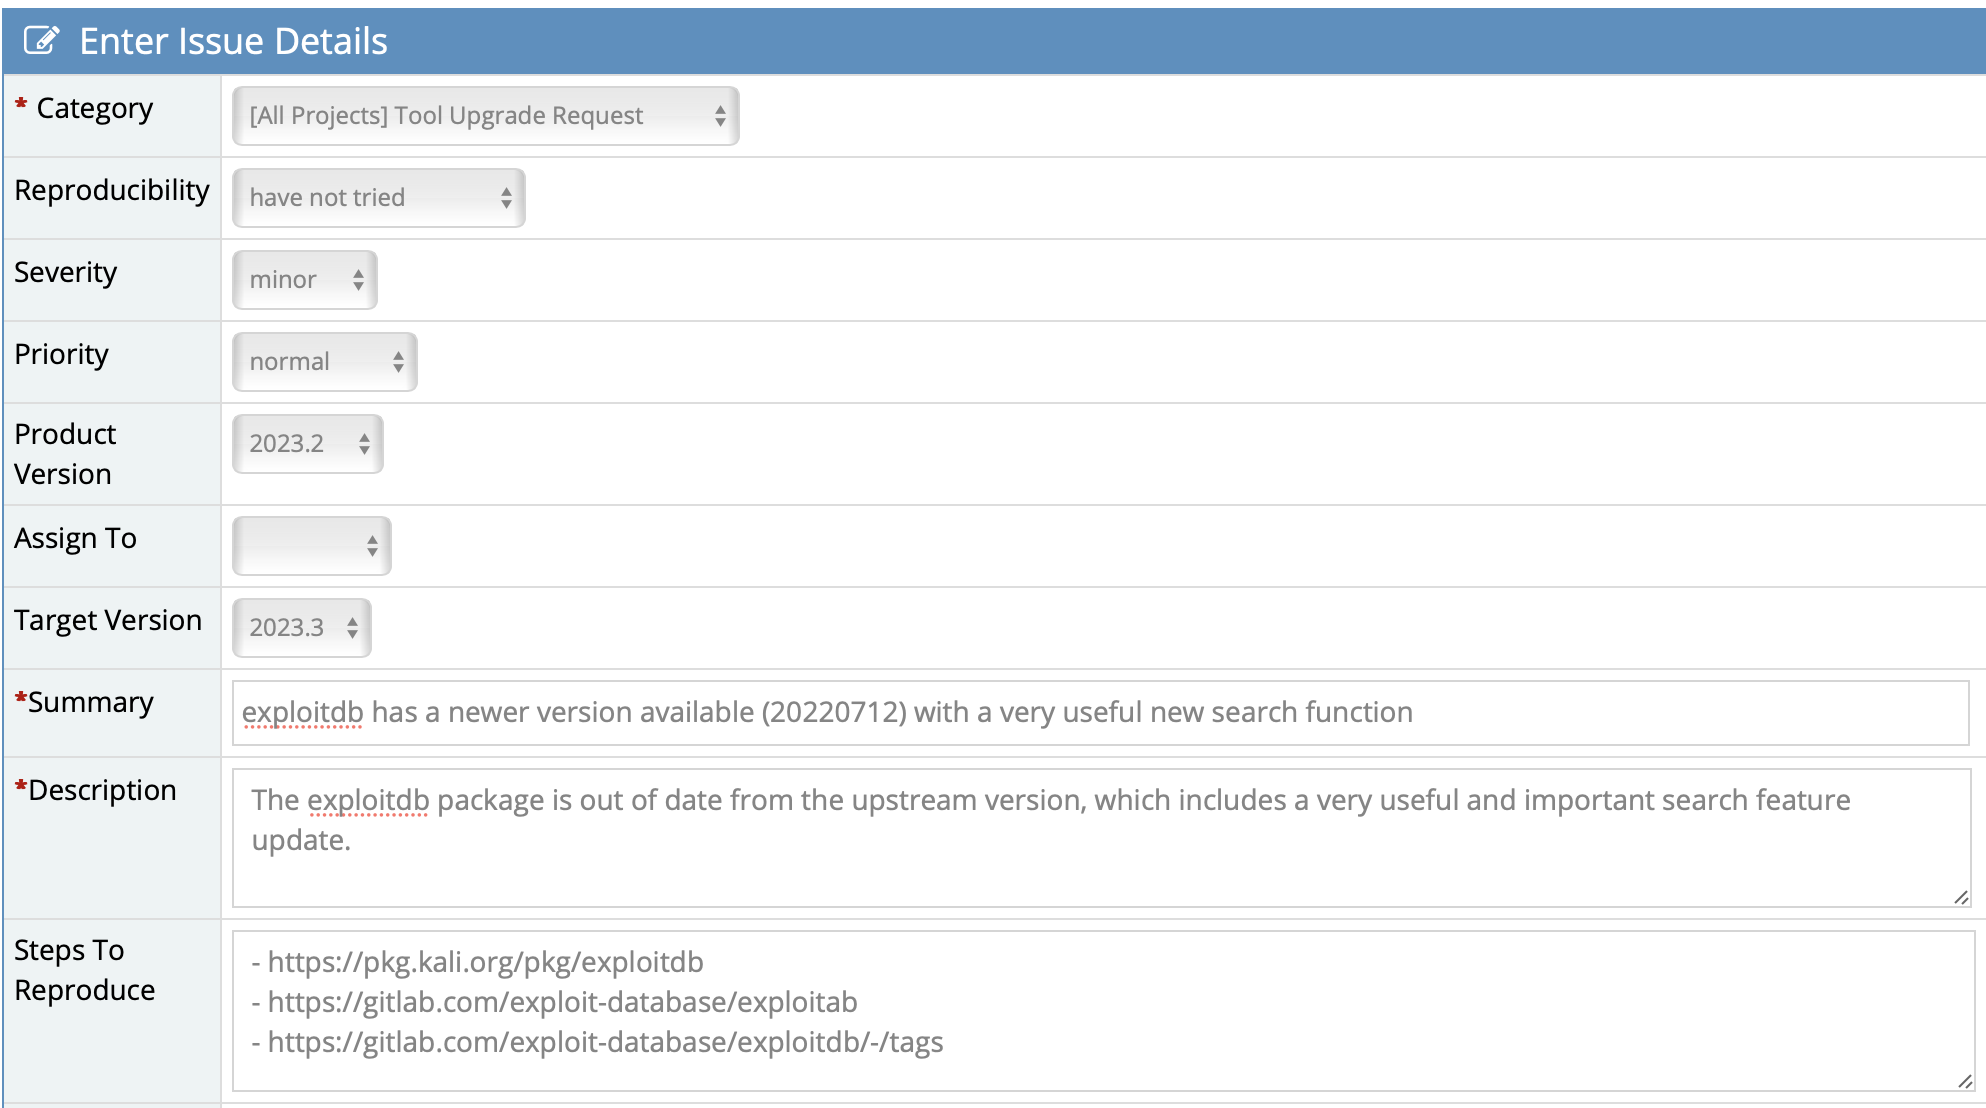 Enter Issue Details
* Category
[All Projects] Tool Upgrade Request
Reproducibility
have not tried
Severity
minor
Priority
normal
Product
Version
2023.2
Assign To
Target Version
2023.3
*Summary
exploitdb has a newer version available (20220712) with a very useful new search function
*Description
The exploitdb package is out of date from the upstream version, which includes a very useful and important search feature
update.
Steps To
Reproduce
- https://pkg.kali.org/pkg/exploitdb
- https://gitlab.com/exploit-database/exploitab
- https://gitlab.com/exploit-database/exploitdb/-/tags